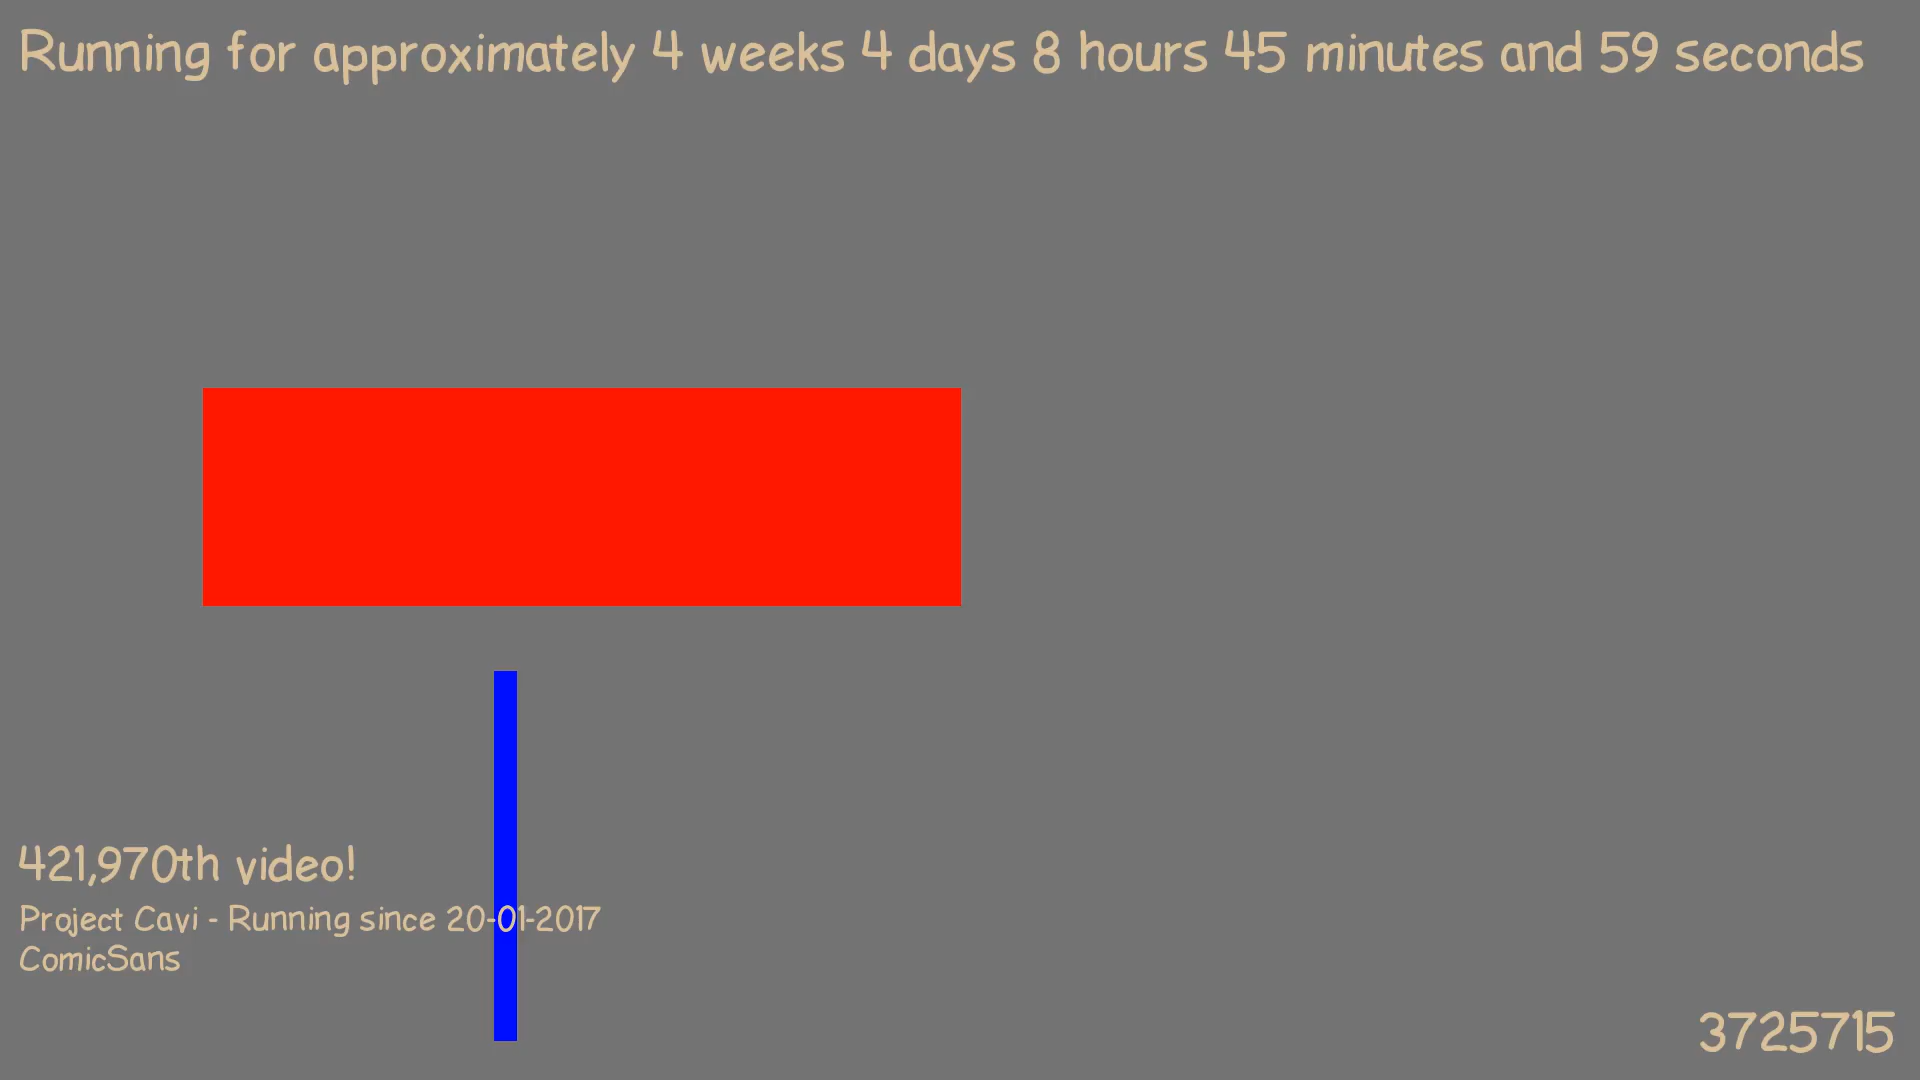 Running for approximately 4 weeks 4 days 8 hours 45 minutes and 59 seconds
421,970th video!
Project Cavi - Running since 20-01-2017
ComicSans
3725715